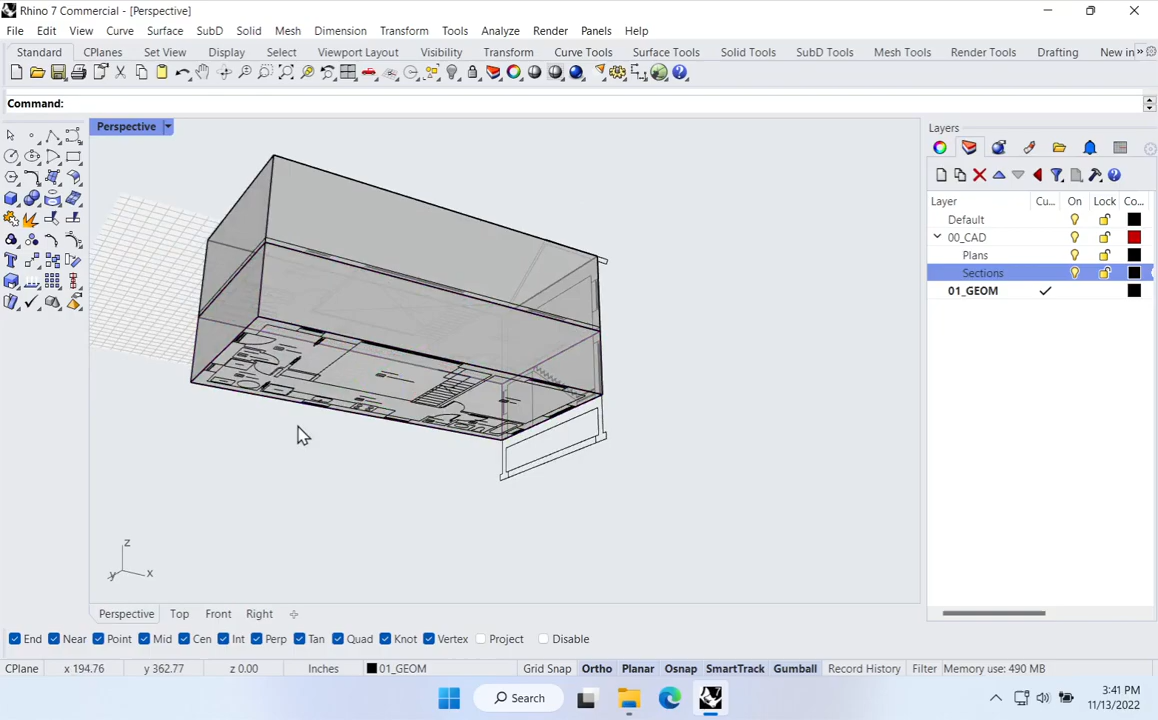 Rhino 7 Commercial - [Perspective]
File Edit View Curve Surface SubD Solid Mesh Dimension Transform Tools Analyze Render Panels Help
Standard CPlanes Set View Display Select Viewport Layout Visibility Transform Curve Tools Surface Tools Solid Tools SubD Tools Mesh Tools Render Tools Drafting New in »
Command:
Perspective
Layers
Layer Cu... On Lock Co...
Default
00_CAD
Plans
Sections
01_GEOM
z
y x
Perspective Top Front Right
End Near Point Mid Cen Int Perp Tan Quad Knot Vertex Project Disable
CPlane x 194.76 y 362.77 z 0.00 Inches 01_GEOM Grid Snap Ortho Planar Osnap SmartTrack Gumball Record History Filter Memory use: 490 MB
Search
3:41 PM
11/13/2022